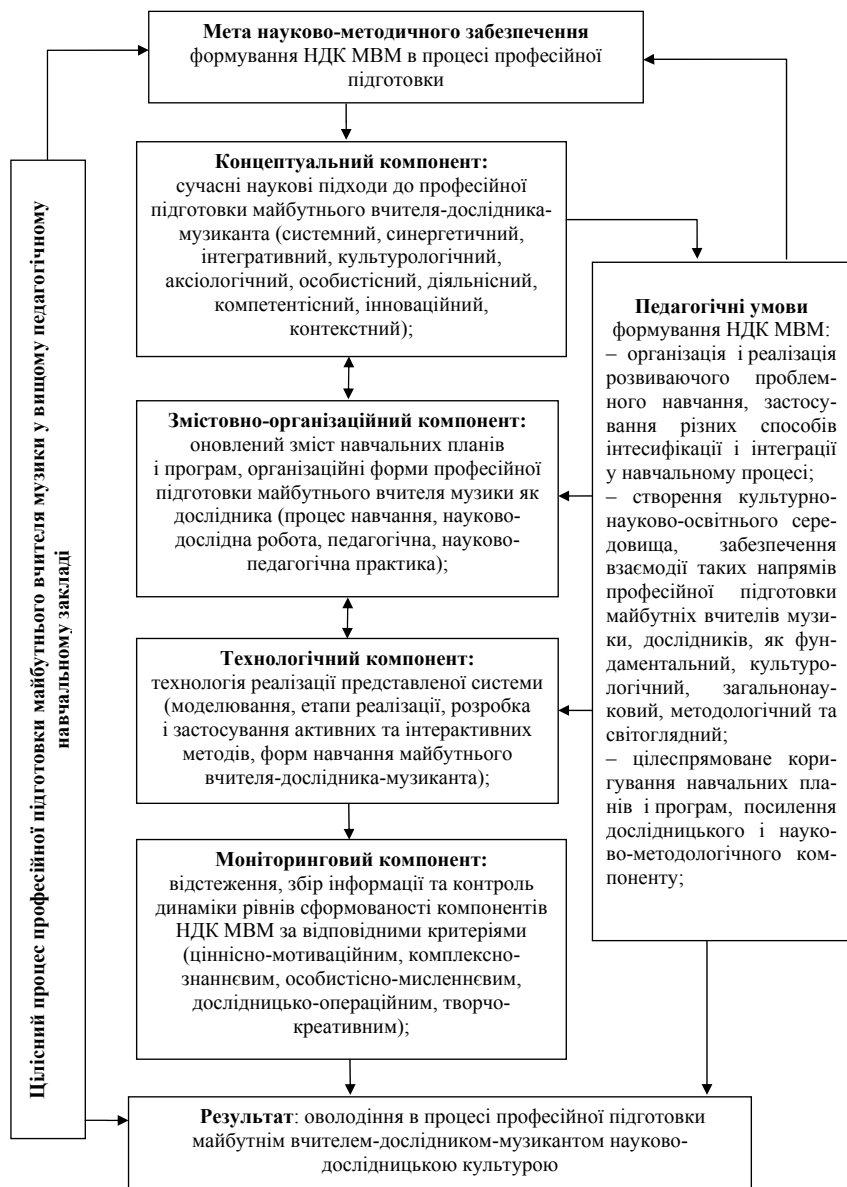 Мета науково-методичного забезпечення
формування НДК МВМ в процесі професійної
підготовки
Цілісний процес професійної підготовки майбутнього вчителя музики у вищому педагогічному
навчальному закладі
Концептуальний компонент:
сучасні наукові підходи до професійної
підготовки майбутнього вчителя-дослідника-
музиканта (системний, синергетичний,
інтегративний, культурологічний,
аксіологічний, особистісний, діяльнісний,
компетентісний, інноваційний,
контекстний);
Змістовно-організаційний компонент:
оновлений зміст навчальних планів
і програм, організаційні форми професійної
підготовки майбутнього вчителя музики як
дослідника (процес навчання, науково-
дослідна робота, педагогічна, науково-
педагогічна практика);
Технологічний компонент:
технологія реалізації представленої системи
(моделювання, етапи реалізації, розробка
і застосування активних та інтерактивних
методів, форм навчання майбутнього
вчителя-дослідника-музиканта);
Моніторинговий компонент:
відстеження, збір інформації та контроль
динаміки рівнів сформованості компонентів
НДК МВМ за відповідними критеріями
(ціннісно-мотиваційним, комплексно-
знаннєвим, особистісно-мисленнєвим,
дослідницько-операційним, творчо-
креативним);
Педагогічні умови
формування НДК МВМ:
– організація і реалізація
розвиваючого проблем-
ного навчання, застосу-
вання різних способів
інтесифікації і інтеграції
у навчальному процесі;
– створення культурно-
науково-освітнього сере-
довища, забезпечення
взаємодії таких напрямів
професійної підготовки
майбутніх вчителів музи-
ки, дослідників, як фун-
даментальний, культуро-
логічний, загальнонау-
ковий, методологічний та
світоглядний;
– цілеспрямоване кори-
гування навчальних пла-
нів і програм, посилення
дослідницького і науко-
во-методологічного ком-
поненту;
Результат: оволодіння в процесі професійної підготовки
майбутнім вчителем-дослідником-музикантом науково-
дослідницькою культурою